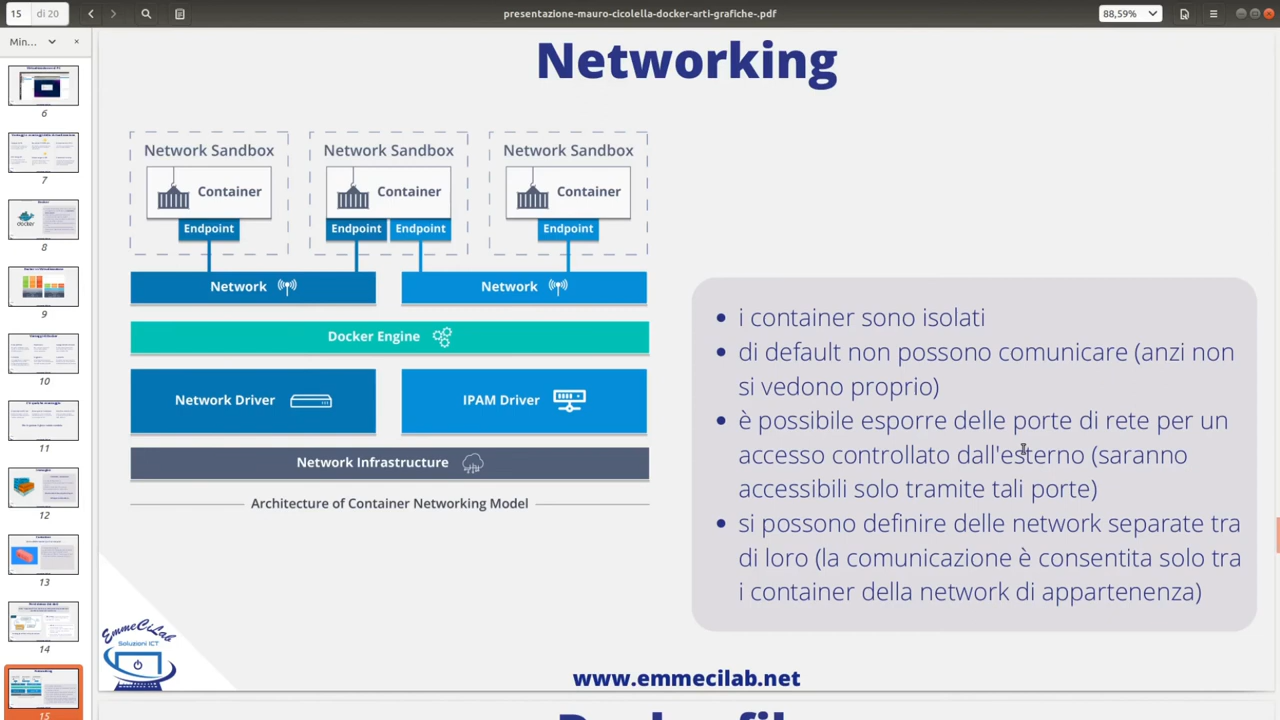 15
di 20
presentazione-mauro-cicolella-docker-arti-grafiche.pdf
88,59%
Min...
6
7
8
9
10
11
12
13
14
15
Networking
Network Sandbox
Network Sandbox
Network Sandbox
Container
Container
Container
Endpoint
Endpoint
Endpoint
Endpoint
Network
Network
Docker Engine
Network Driver
IPAM Driver
Network Infrastructure
Architecture of Container Networking Model
i container sono isolati
di default non possono comunicare (anzi non
si vedono proprio)
è possibile esporre delle porte di rete per un
accesso controllato dall'esterno (saranno
accessibili solo tramite tali porte)
si possono definire delle network separate tra
di loro (la comunicazione è consentita solo tra
i container della network di appartenenza)
EmmeCiLab
Soluzioni ICT
www.emmecilab.net